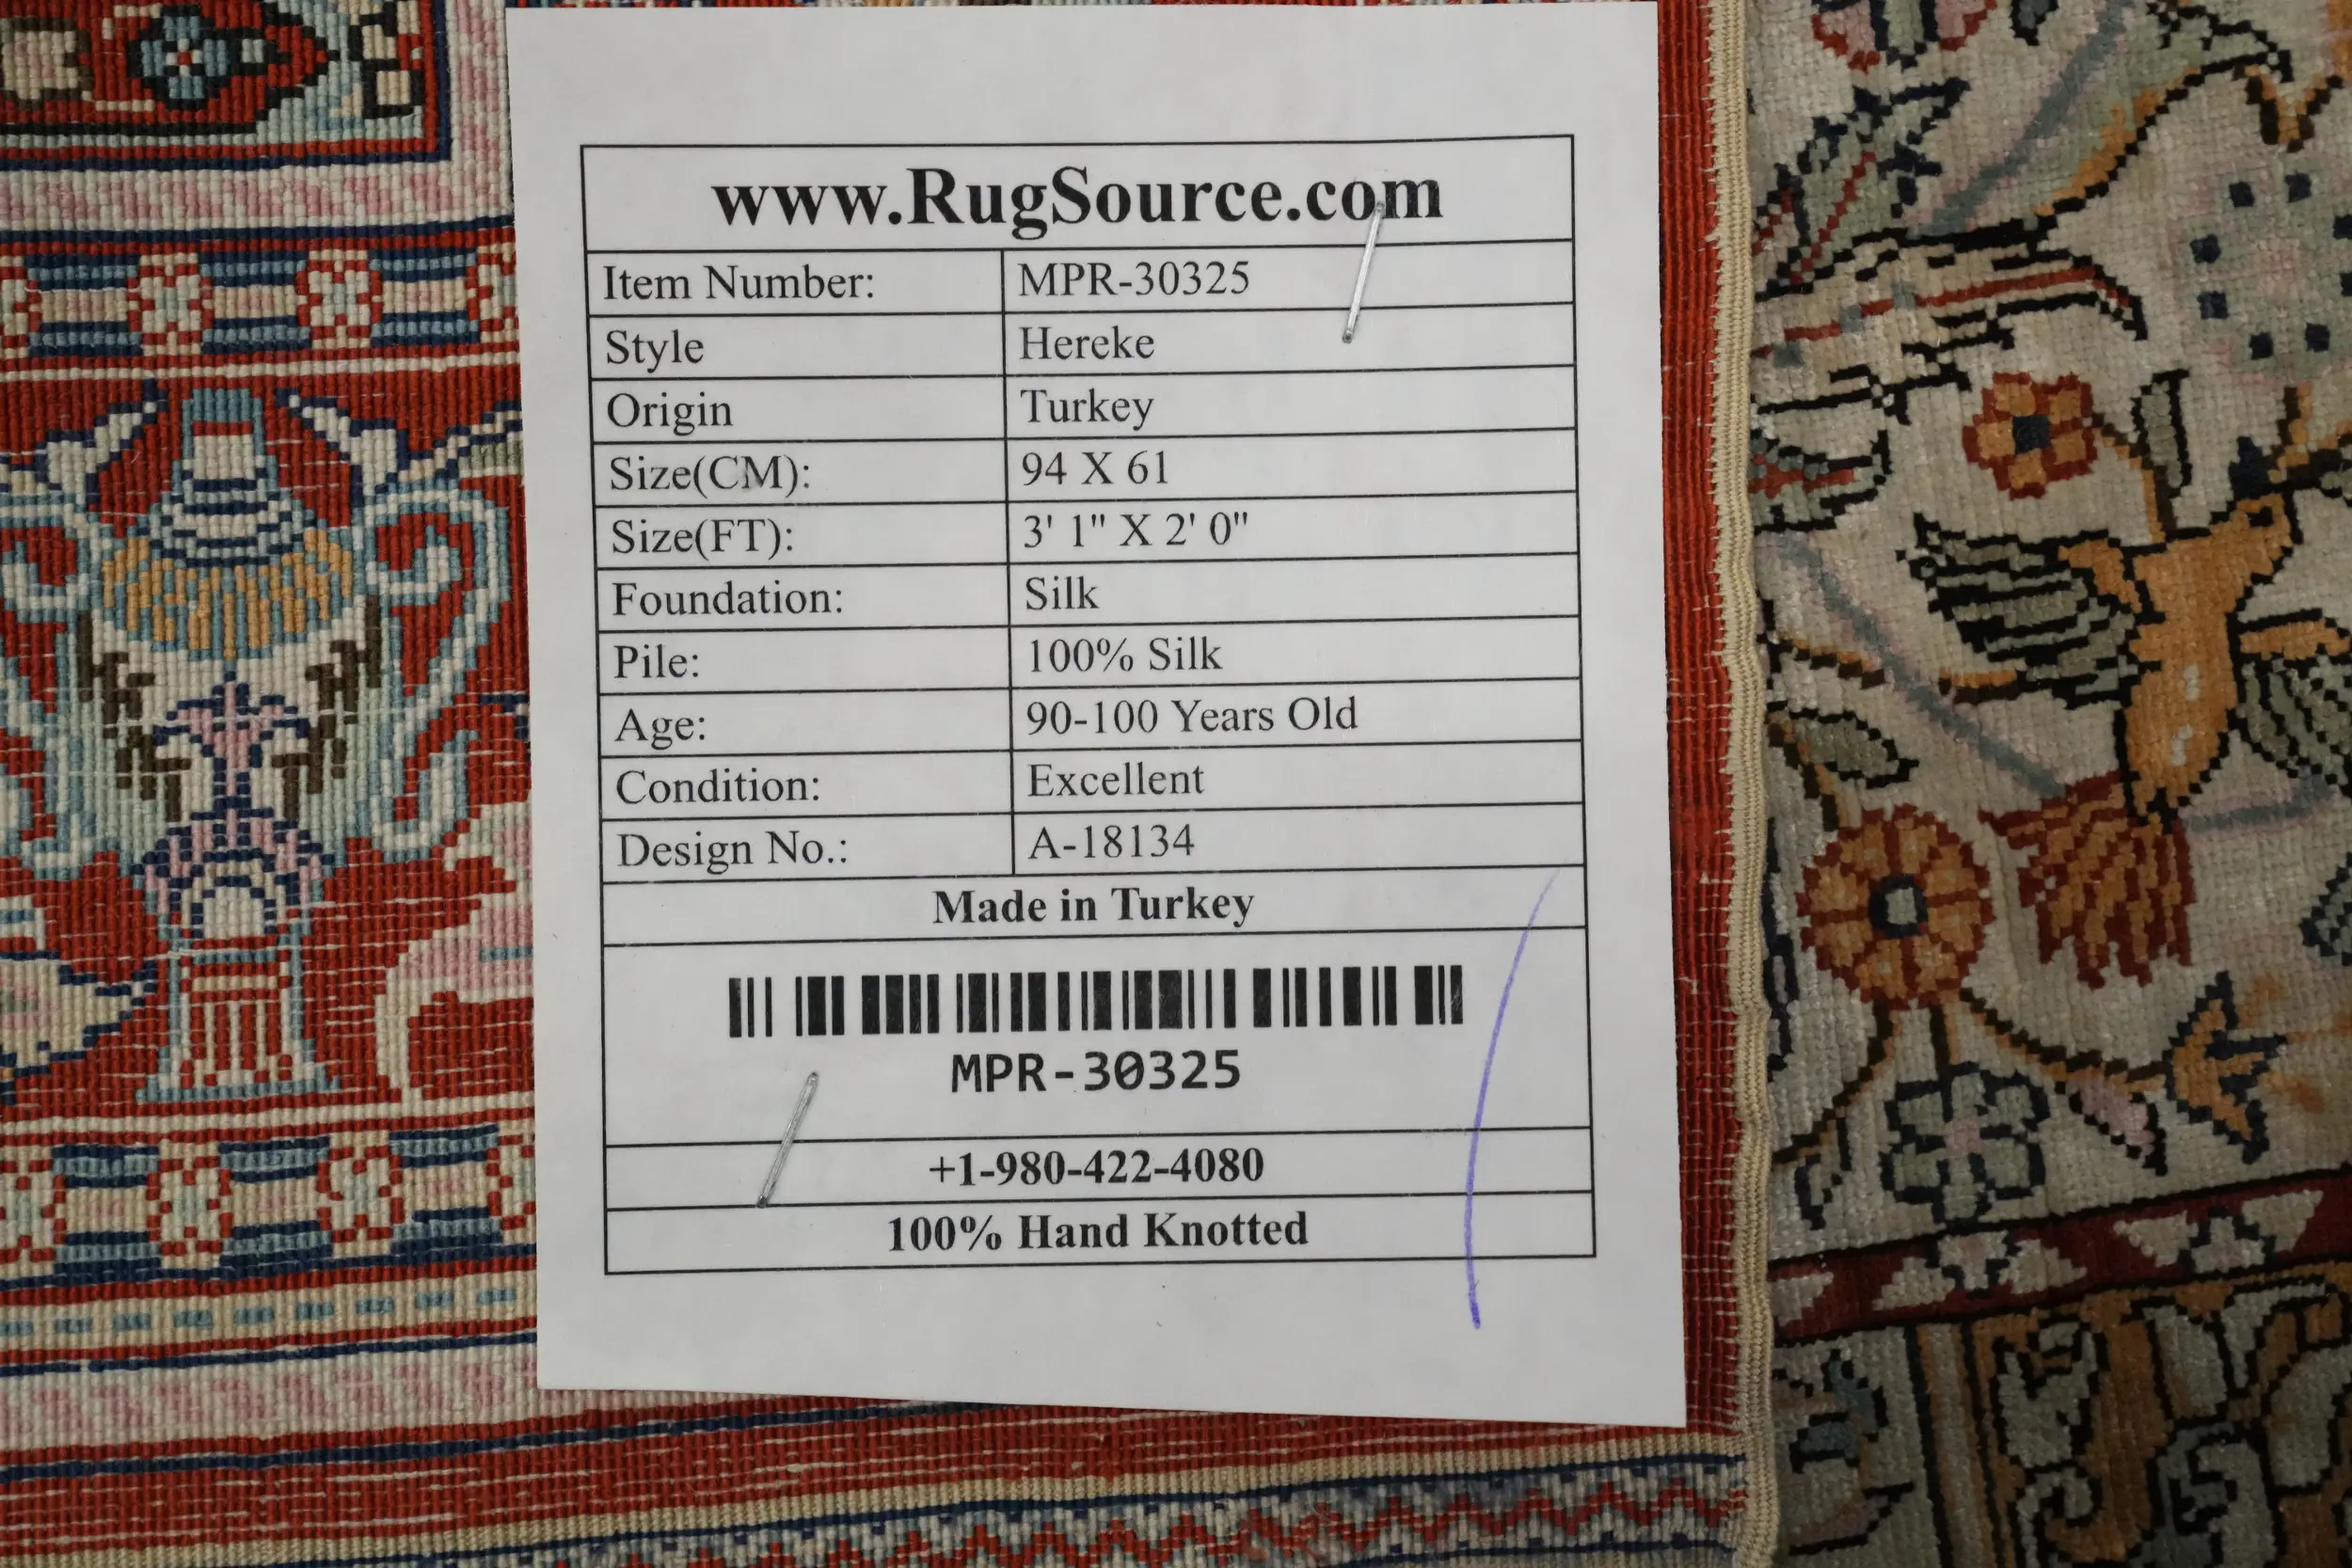 www.RugSource.com
Item Number: MPR-30325
Style Hereke
Origin Turkey
Size(CM): 94 X 61
Size(FT): 3' 1" X 2' 0"
Foundation: Silk
Pile: 100% Silk
Age: 90-100 Years Old
Condition: Excellent
Design No.: A-18134
Made in Turkey
MPR-30325
+1-980-422-4080
100% Hand Knotted